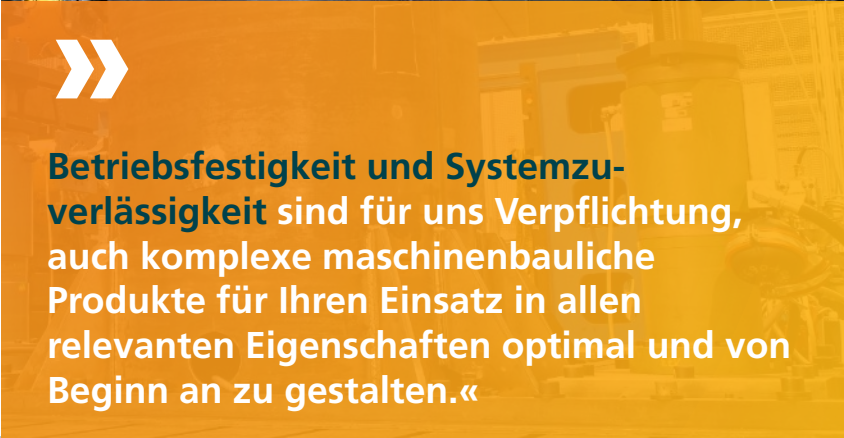 »
Betriebsfestigkeit und Systemzu-
verlässigkeit sind für uns Verpflichtung,
auch komplexe maschinenbauliche
Produkte für Ihren Einsatz in allen
relevanten Eigenschaften optimal und von
Beginn an zu gestalten.«